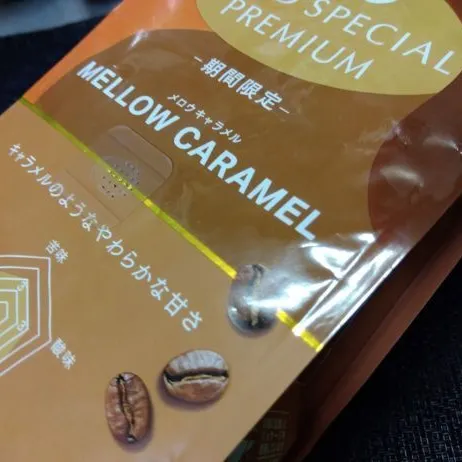 SPECIAL
PREMIUM
–期間限定–
メロウキャラメル
MELLOW CARAMEL
キャラメルのようなやわらかな甘さ
苦味
酸味